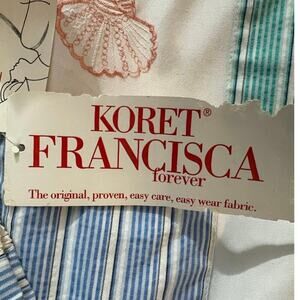 KORET®
FRANCISCA
forever
The original, proven, easy care, easy wear fabric.